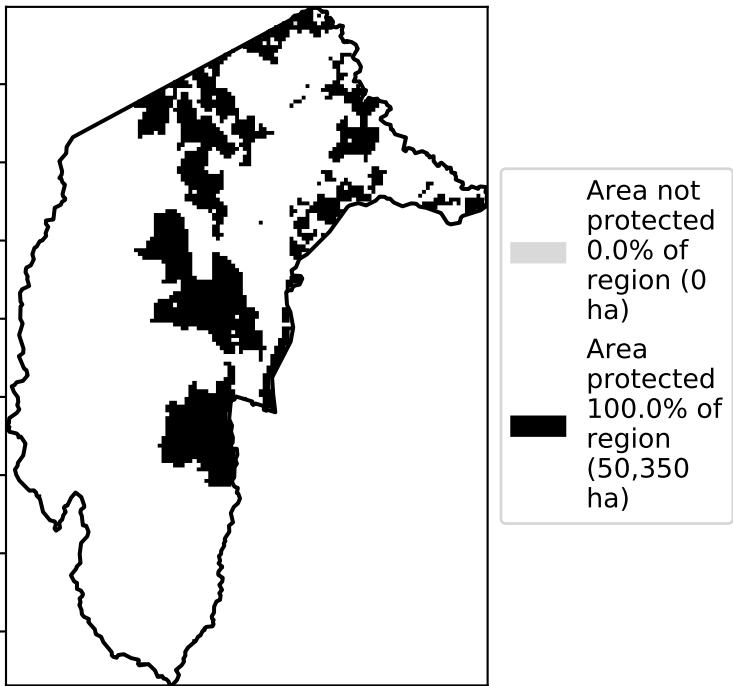 Area not
protected
0.0% of
region (0
ha)
Area
protected
100.0% of
region
(50,350
ha)